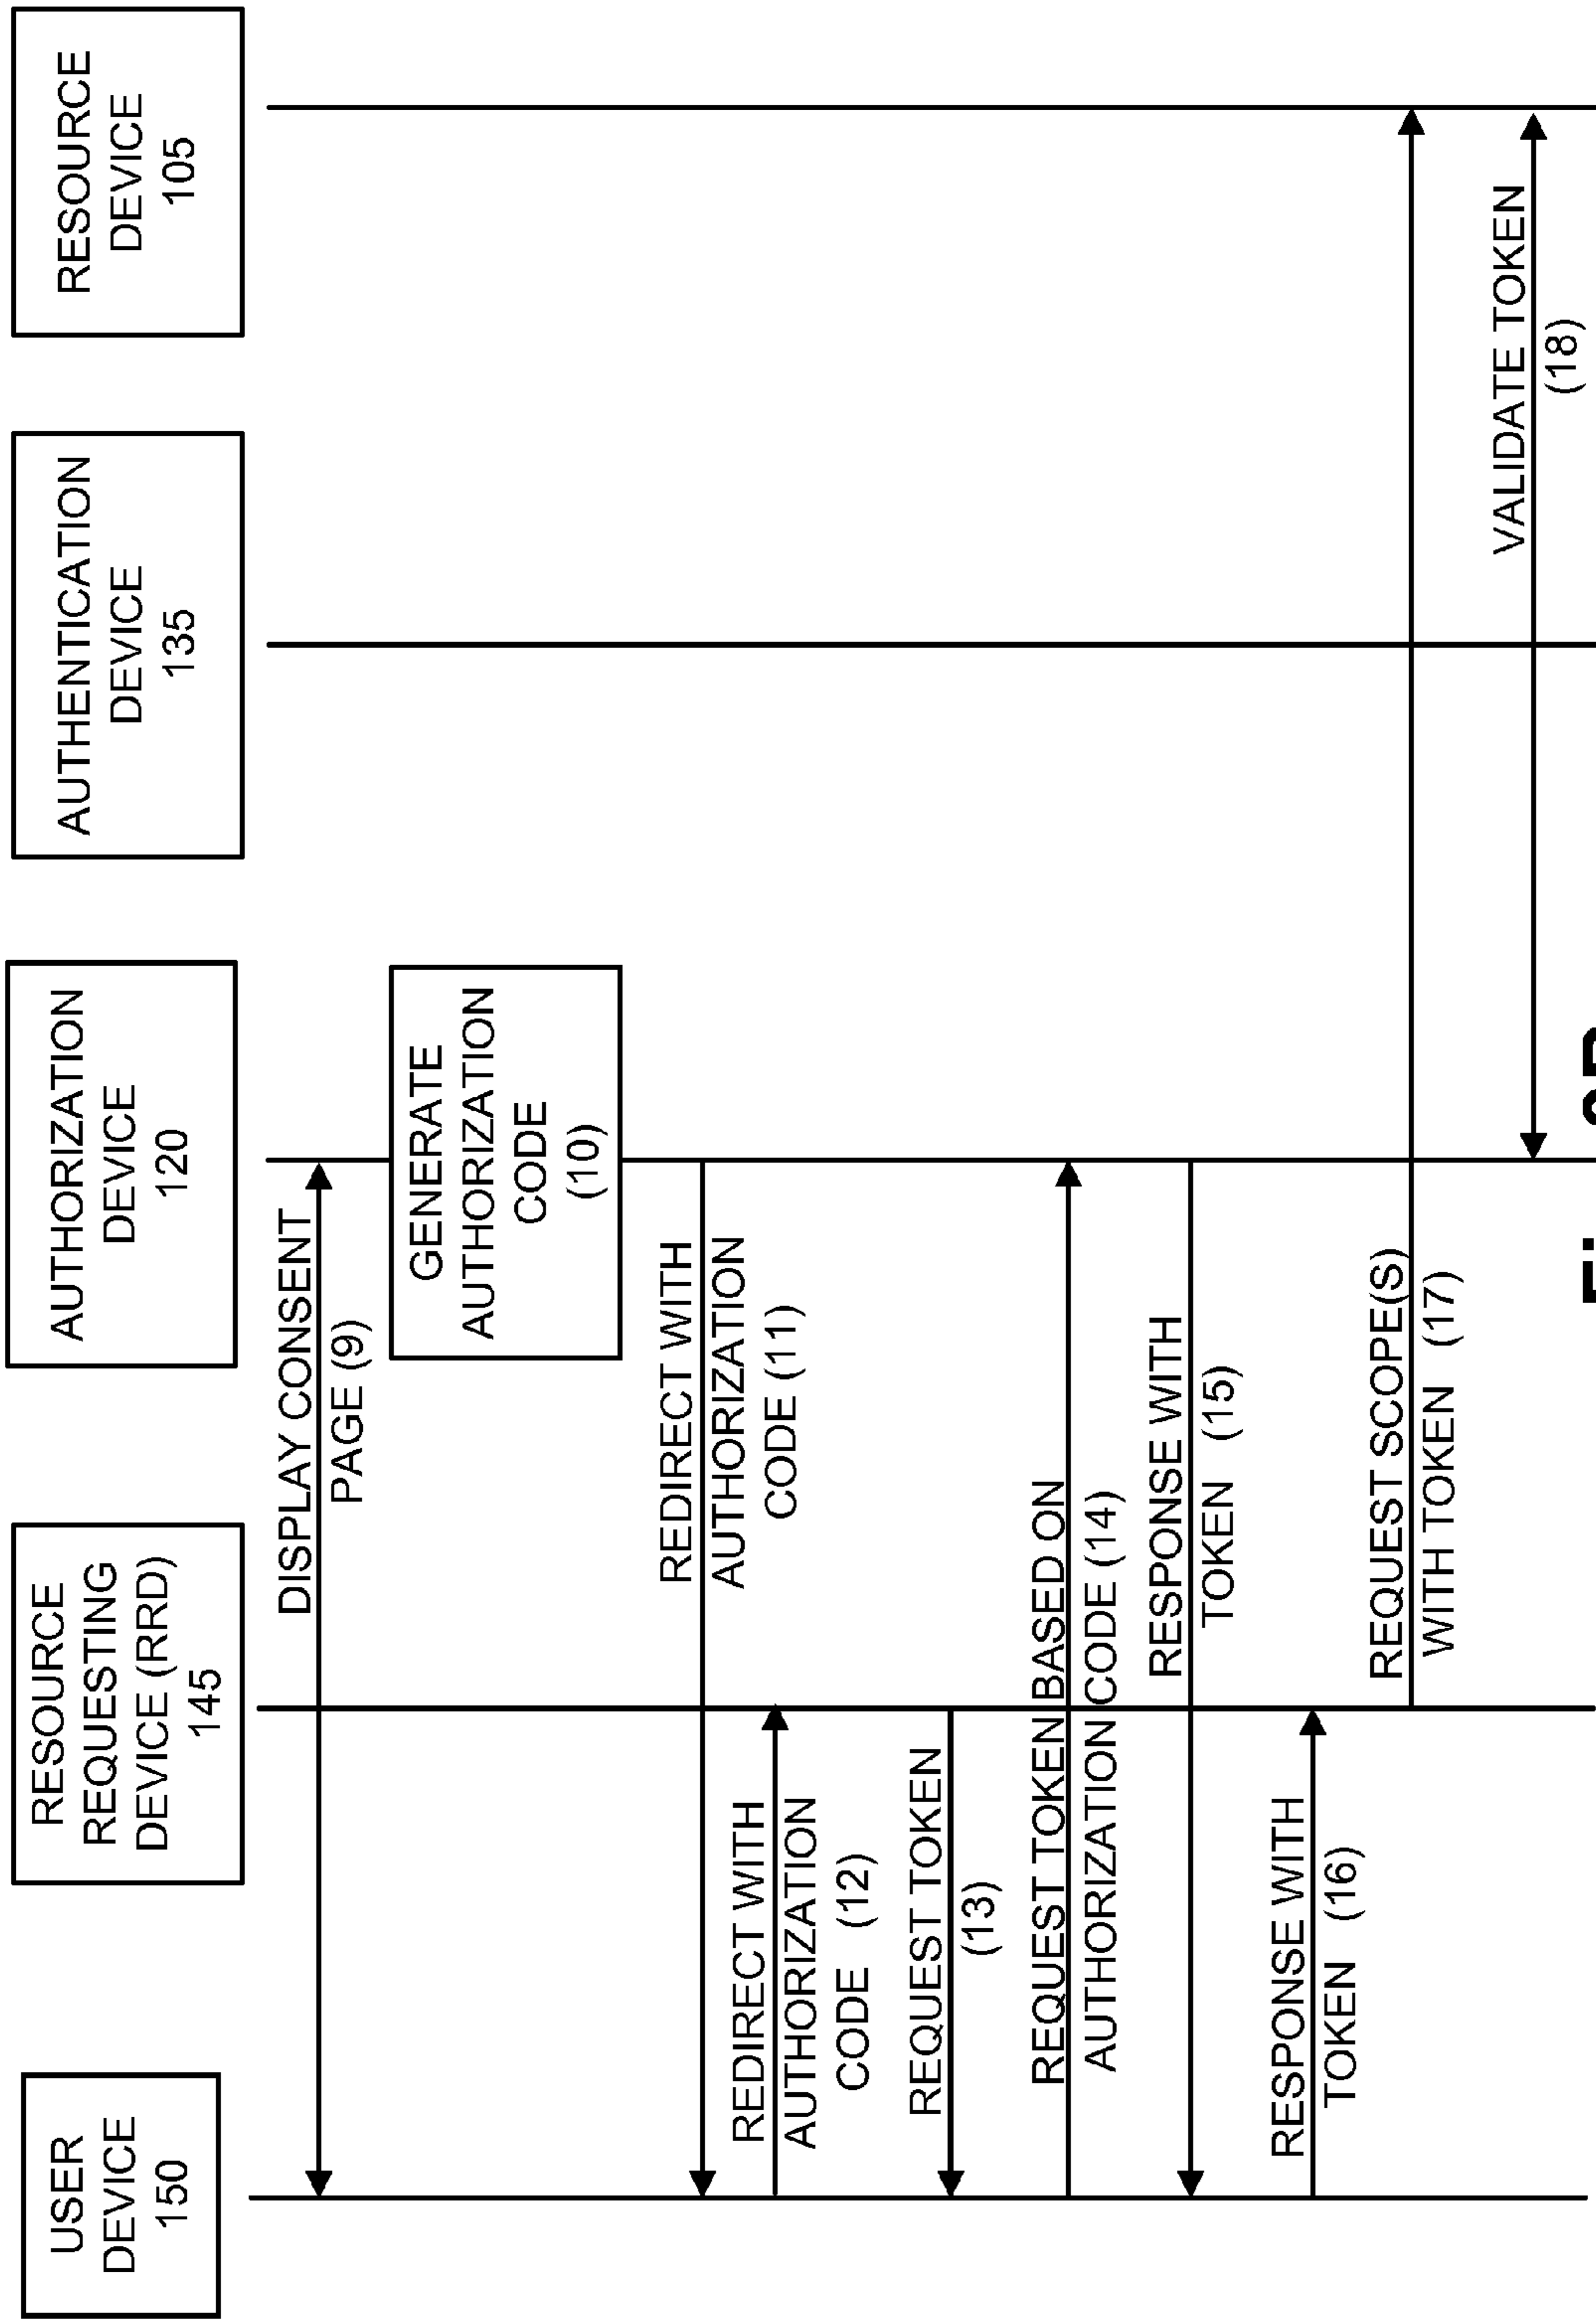 USER
DEVICE
150
RESOURCE
REQUESTING
DEVICE (RRD)
145
AUTHORIZATION
DEVICE
120
AUTHENTICATION
DEVICE
135
RESOURCE
DEVICE
105
DISPLAY CONSENT
PAGE (9)
GENERATE
AUTHORIZATION
CODE
(10)
REDIRECT WITH
AUTHORIZATION
CODE (11)
REDIRECT WITH
AUTHORIZATION
CODE (12)
REQUEST TOKEN
(13)
REQUEST TOKEN BASED ON
AUTHORIZATION CODE (14)
RESPONSE WITH
TOKEN (15)
RESPONSE WITH
TOKEN (16)
REQUEST SCOPE(S)
WITH TOKEN (17)
VALIDATE TOKEN
(18)